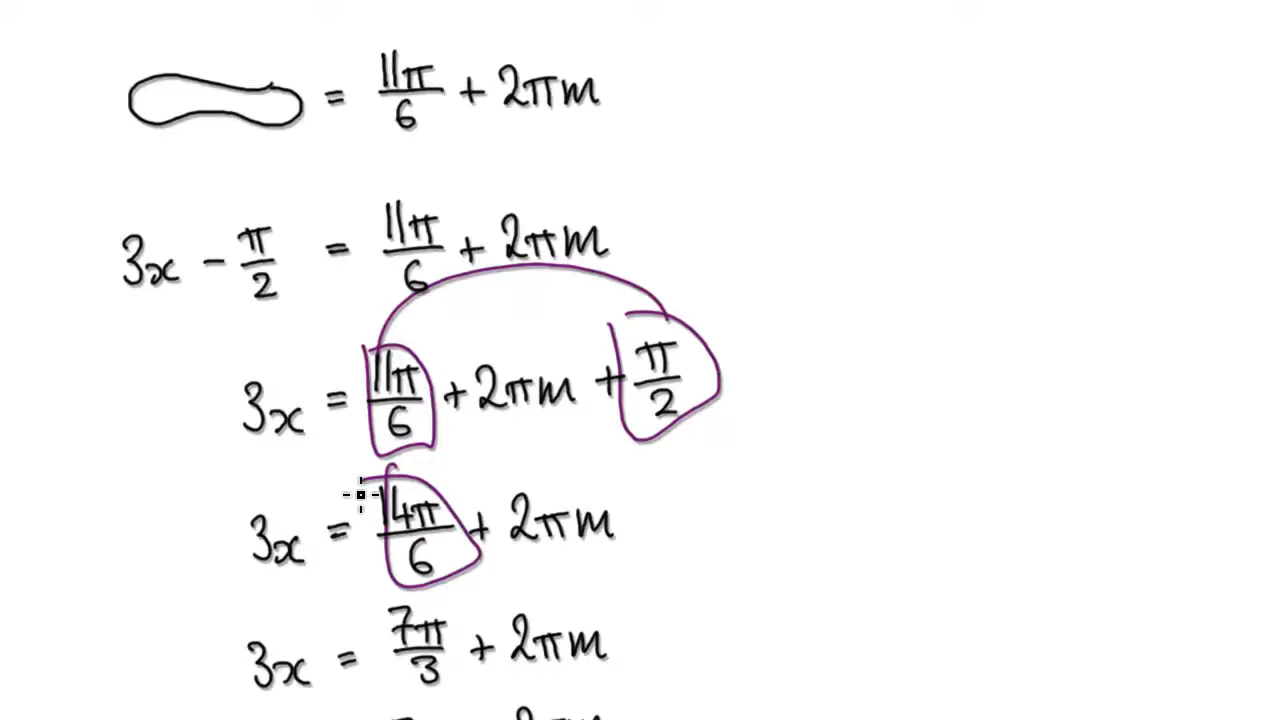 = 11π/6 + 2πm
3x - π/2 = 11π/6 + 2πm
3x = 11π/6 + 2πm + π/2
3x = 14π/6 + 2πm
3x = 7π/3 + 2πm